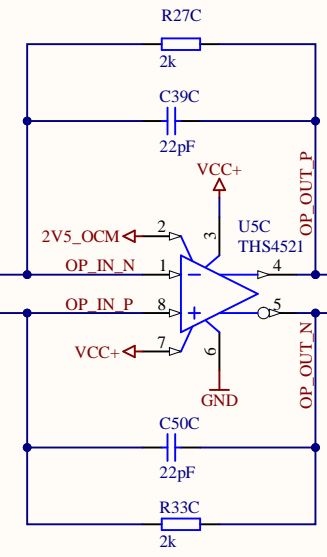 R27C
2k
C39C
22pF
VCC+
OP_OUT_P
2V5_OCM
2
3
U5C
THS4521
OP_IN_N
1
4
OP_IN_P
8
5
VCC+
7
6
GND
OP_OUT_N
C50C
22pF
R33C
2k